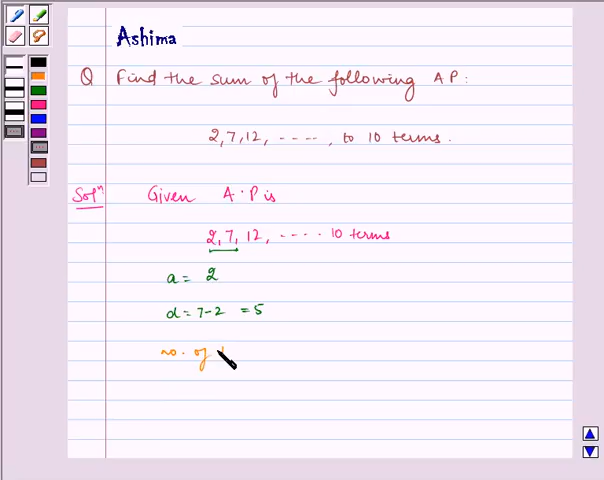 Ashima
Q Find the sum of the following AP:
2, 7, 12, ----, to 10 terms.
Solⁿ Given A.P is
2, 7, 12, ---- 10 terms
a = 2
d = 7-2 = 5
no. of